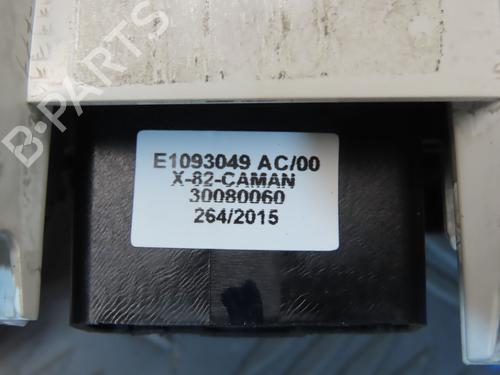 B-PARTS
E1093049 AC/00
X-82-CAMAN
30080060
264/2015